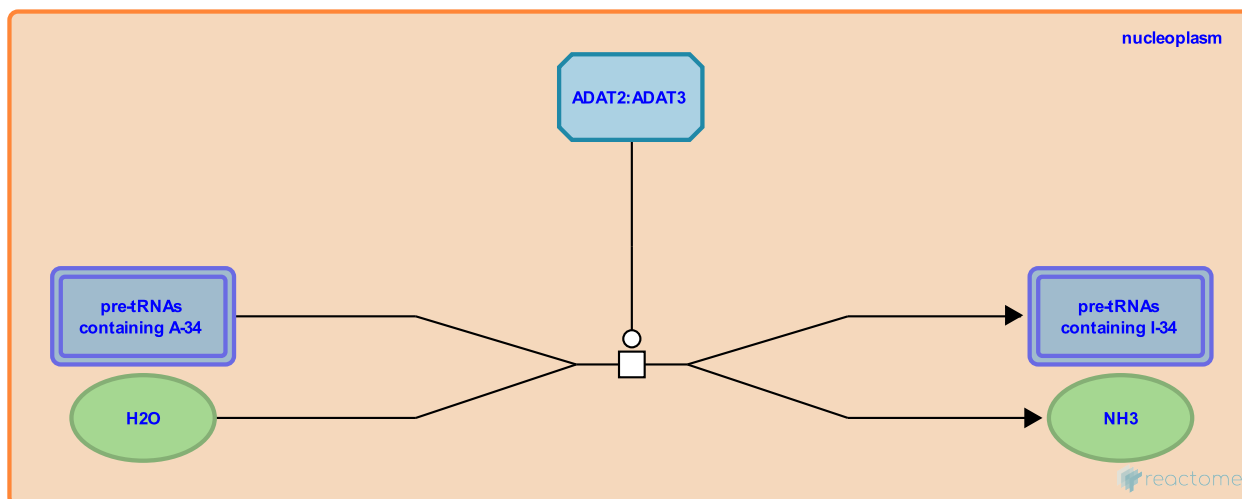 nucleoplasm
ADAT2:ADAT3
pre-tRNAs
containing A-34
pre-tRNAs
containing I-34
H2O
NH3
reactome